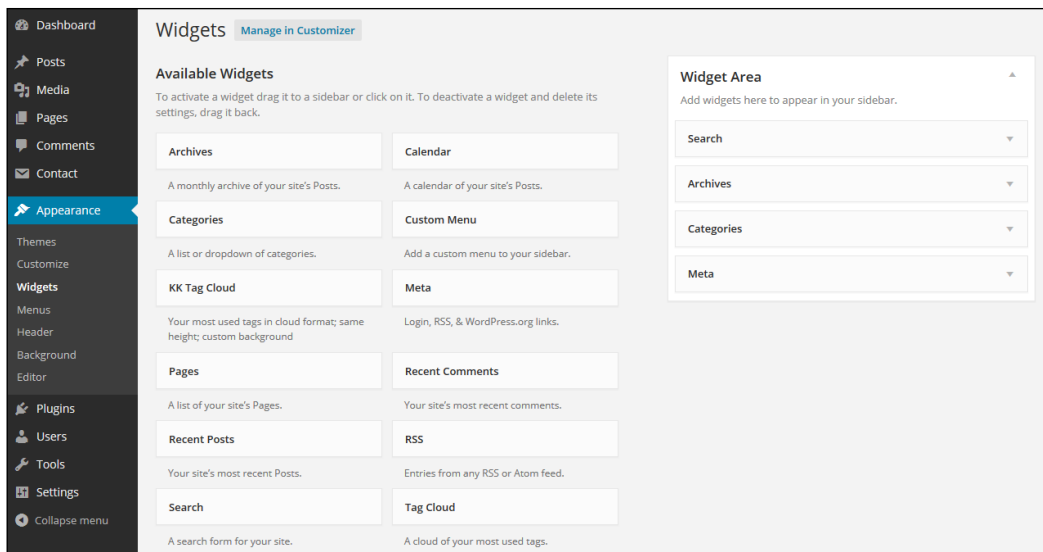 Dashboard
Posts
Media
Pages
Comments
Contact
Appearance
Themes
Customize
Widgets
Menus
Header
Background
Editor
Plugins
Users
Tools
Settings
Collapse menu
Widgets Manage in Customizer
Available Widgets
To activate a widget drag it to a sidebar or click on it. To deactivate a widget and delete its
settings, drag it back.
Archives
A monthly archive of your site's Posts.
Calendar
A calendar of your site's Posts.
Categories
A list or dropdown of categories.
Custom Menu
Add a custom menu to your sidebar.
KK Tag Cloud
Your most used tags in cloud format; same
height; custom background
Meta
Login, RSS, & WordPress.org links.
Pages
A list of your site's Pages.
Recent Comments
Your site's most recent comments.
Recent Posts
Your site's most recent Posts.
RSS
Entries from any RSS or Atom feed.
Search
A search form for your site.
Tag Cloud
A cloud of your most used tags.
Widget Area
Add widgets here to appear in your sidebar.
Search
Archives
Categories
Meta